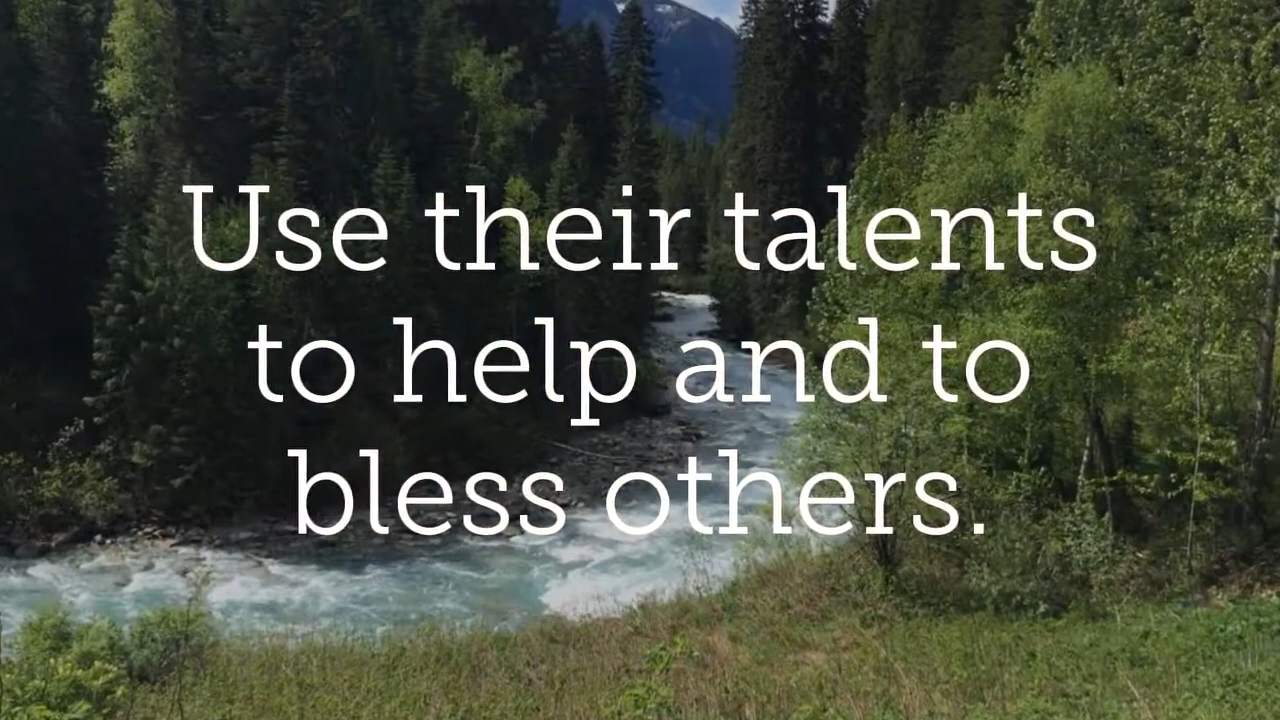 Use their talents
to help and to
bless others.